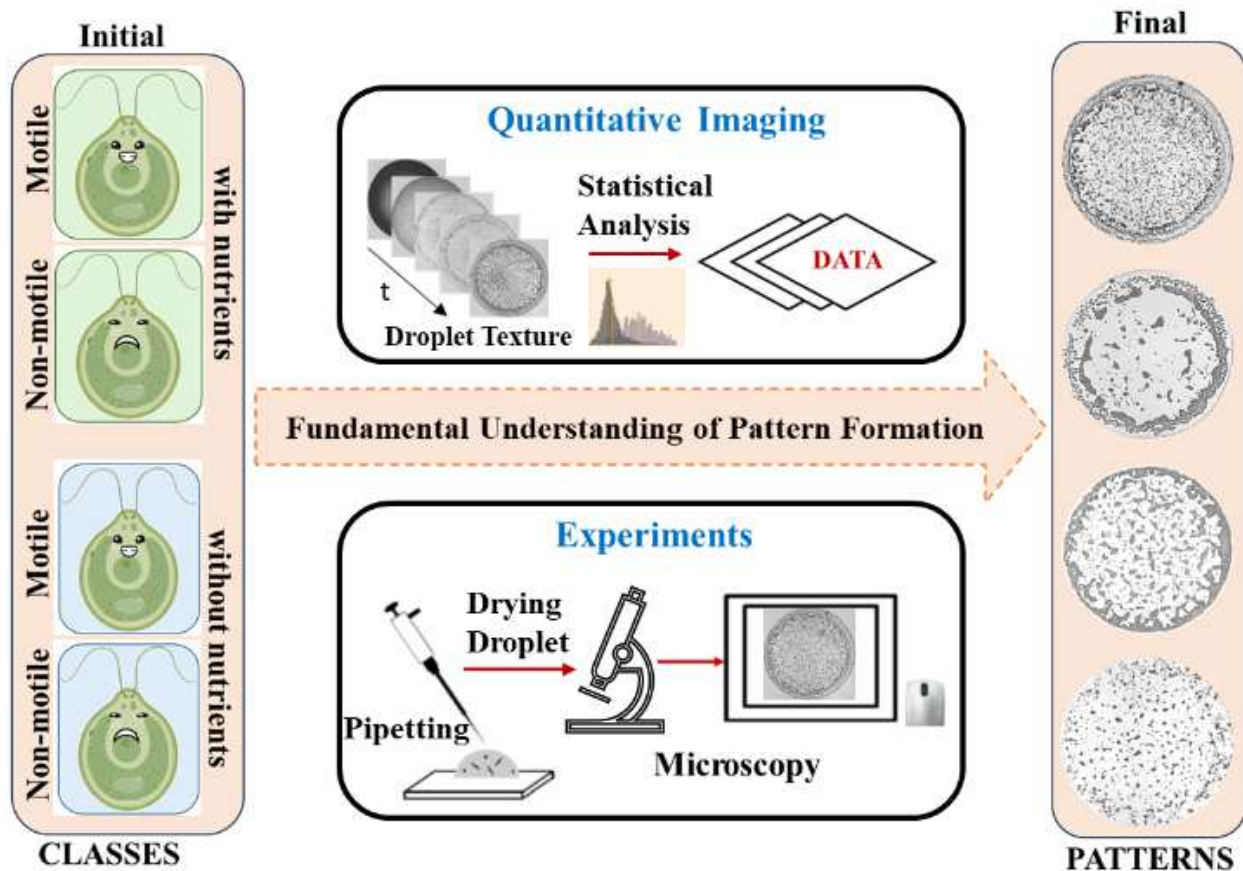 Initial
Motile
Non-motile
with nutrients
Motile
Non-motile
without nutrients
CLASSES
Quantitative Imaging
Statistical
Analysis
DATA
t
Droplet Texture
Fundamental Understanding of Pattern Formation
Experiments
Drying
Droplet
Pipetting
Microscopy
Final
PATTERNS